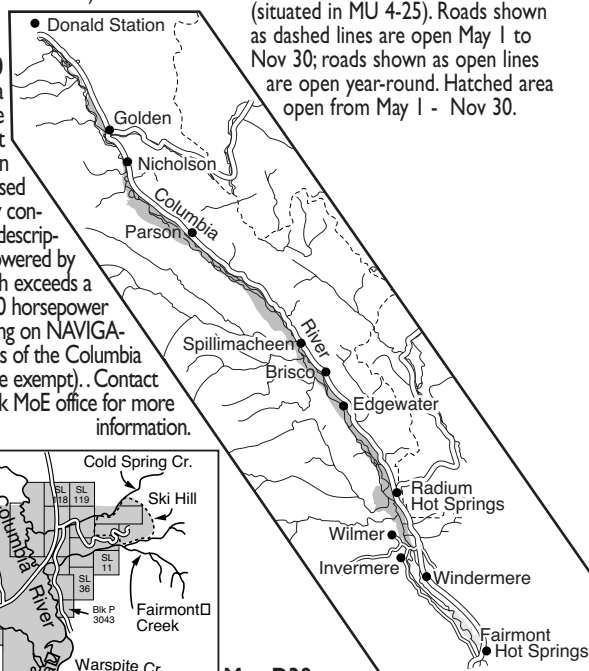 (situated in MU 4-25). Roads shown
as dashed lines are open May 1 to
Nov 30; roads shown as open lines
are open year-round. Hatched area
open from May 1 - Nov 30.
sed
con-
descrip-
owered by
h exceeds a
0 horsepower
ng on NAVIGA-
s of the Columbia
e exempt). . Contact
k MoE office for more
information.
Donald Station
Golden
Nicholson
Columbia
Parson
River
Spillimacheen
Brisco
Edgewater
Radium
Hot Springs
Wilmer
Invermere
Windermere
Fairmont
Hot Springs
Cold Spring Cr.
SL
118
SL
119
Ski Hill
Columbia
River
SL
11
SL
36
Blk P
3043
Fairmont
Creek
Warspite Cr.